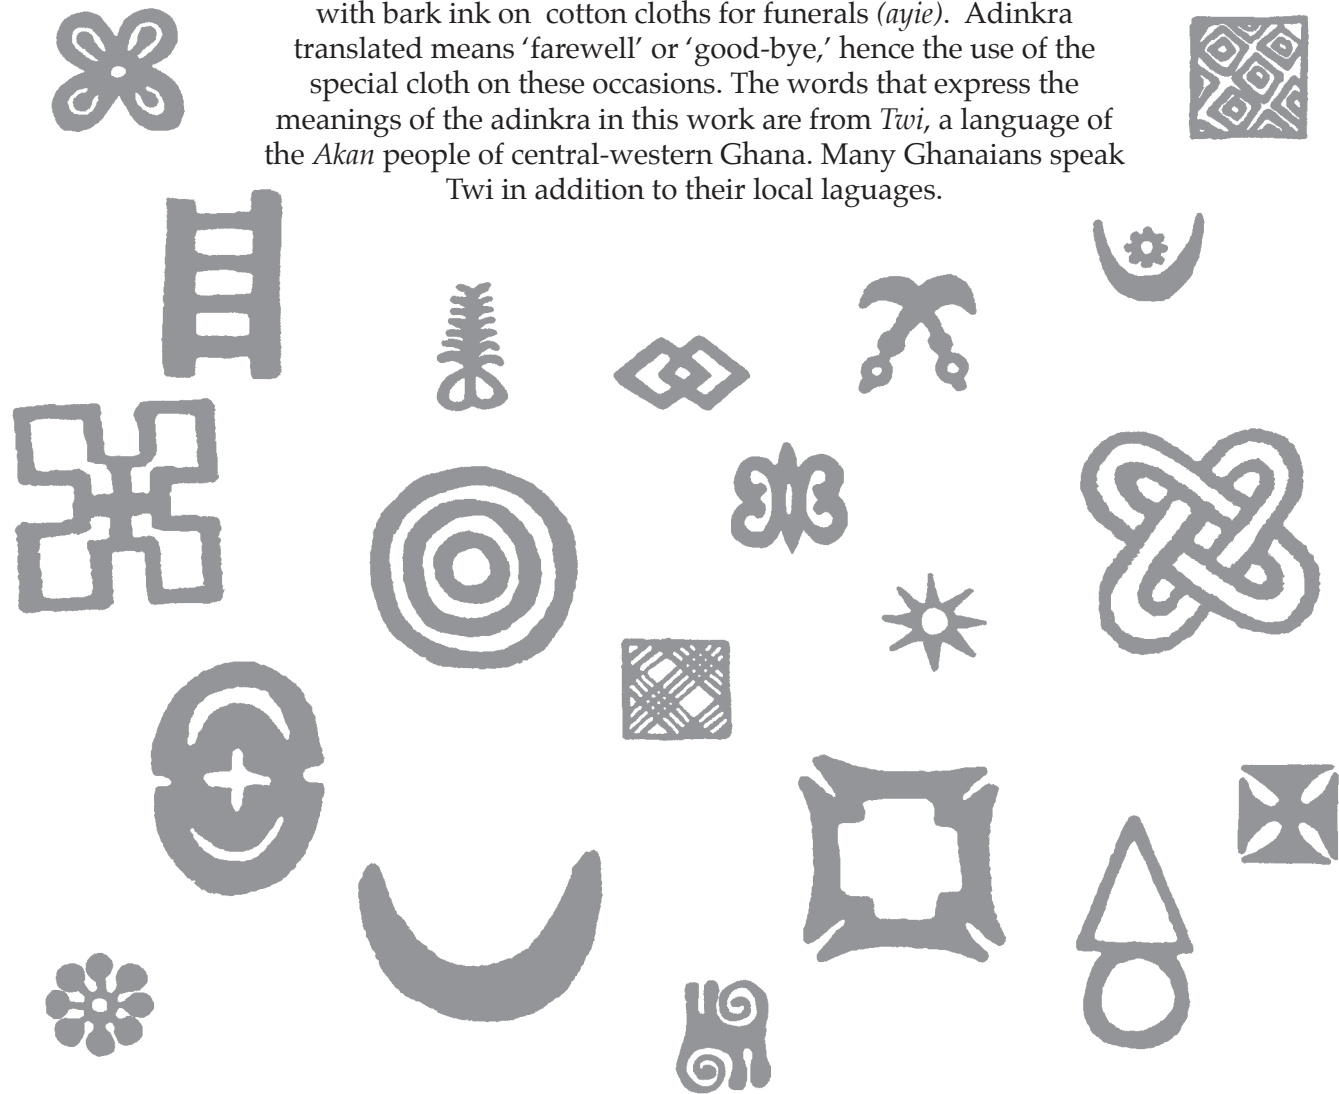 with bark ink on cotton cloths for funerals (ayie). Adinkra
translated means ‘farewell’ or ‘good-bye,’ hence the use of the
special cloth on these occasions. The words that express the
meanings of the adinkra in this work are from Twi, a language of
the Akan people of central-western Ghana. Many Ghanaians speak
Twi in addition to their local laguages.